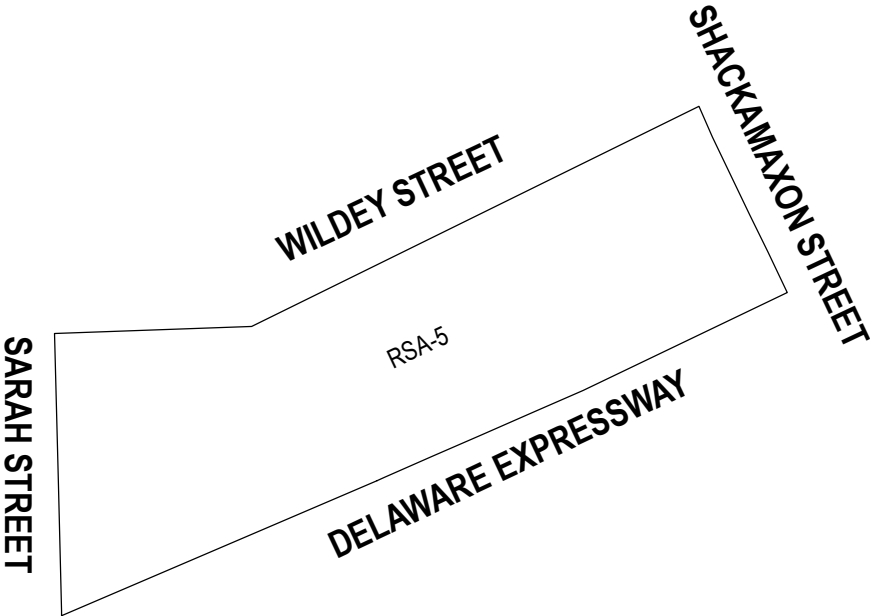 SHACKAMAXON STREET
WILDEY STREET
RSA-5
SARAH STREET
DELAWARE EXPRESSWAY